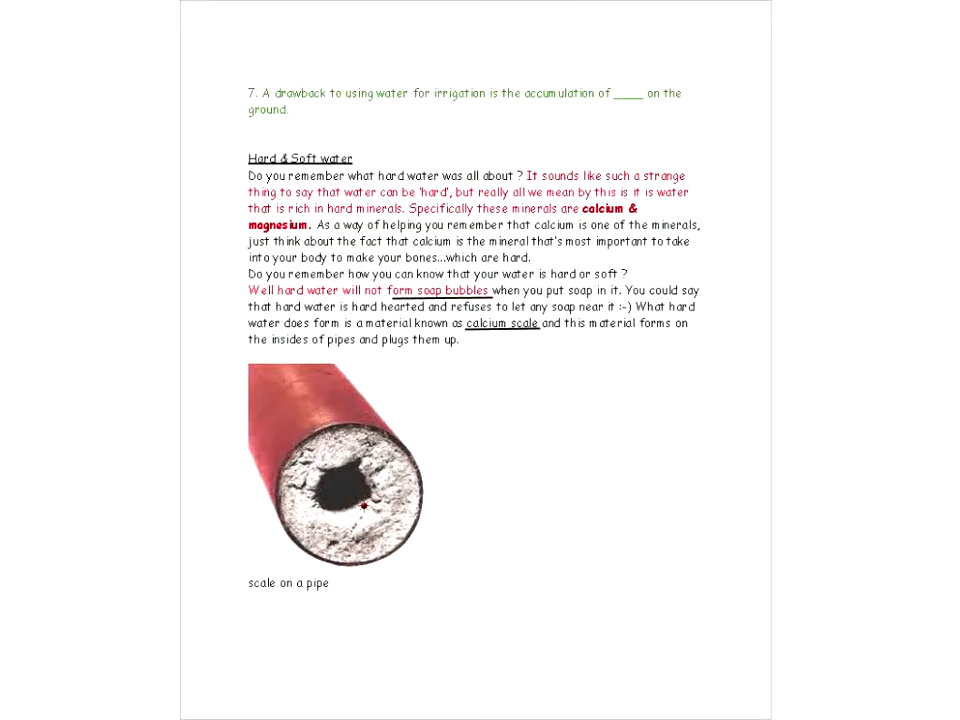 7. A drawback to using water for irrigation is the accumulation of ____ on the
ground.
Hard & Soft water
Do you remember what hard water was all about ? It sounds like such a strange
thing to say that water can be 'hard', but really all we mean by this is it is water
that is rich in hard minerals. Specifically these minerals are calcium &
magnesium. As a way of helping you remember that calcium is one of the minerals,
just think about the fact that calcium is the mineral that's most important to take
into your body to make your bones...which are hard.
Do you remember how you can know that your water is hard or soft ?
Well hard water will not form soap bubbles when you put soap in it. You could say
that hard water is hard hearted and refuses to let any soap near it :-) What hard
water does form is a material known as calcium scale and this material forms on
the insides of pipes and plugs them up.
scale on a pipe